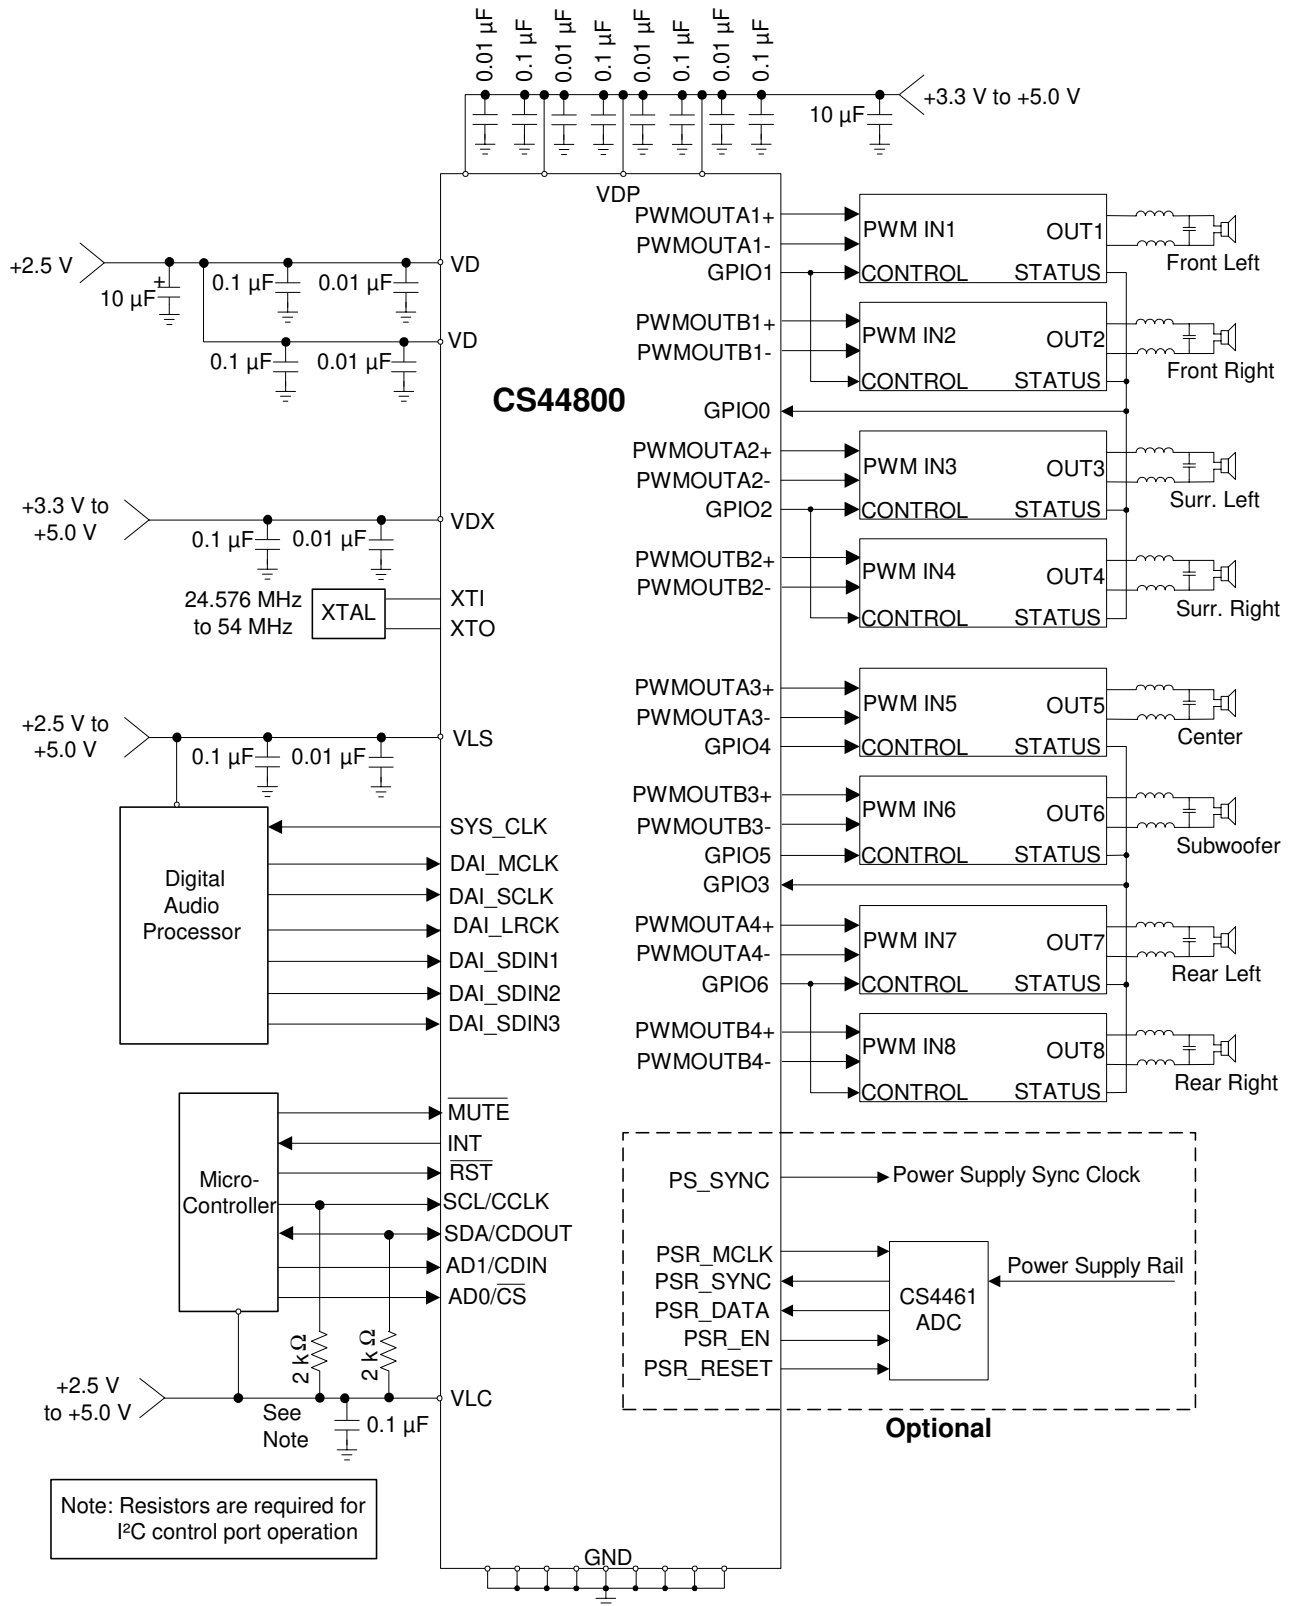 0.01 µF
0.1 µF
0.01 µF
0.1 µF
0.01 µF
0.1 µF
0.01 µF
0.1 µF
10 µF
+3.3 V to +5.0 V
VDP
+2.5 V
10 µF
+
0.1 µF
0.01 µF
VD
0.1 µF
0.01 µF
VD
CS44800
+3.3 V to
+5.0 V
0.1 µF
0.01 µF
VDX
24.576 MHz
to 54 MHz
XTAL
XTI
XTO
+2.5 V to
+5.0 V
0.1 µF
0.01 µF
VLS
Digital
Audio
Processor
SYS_CLK
DAI_MCLK
DAI_SCLK
DAI_LRCK
DAI_SDIN1
DAI_SDIN2
DAI_SDIN3
Micro-
Controller
MUTE
INT
RST
SCL/CCLK
SDA/CDOUT
AD1/CDIN
AD0/CS
2 kΩ
2 kΩ
+2.5 V
to +5.0 V
See
Note
0.1 µF
VLC
Note: Resistors are required for
I²C control port operation
GND
PWMOUTA1+
PWMOUTA1-
GPIO1
PWM IN1
CONTROL
OUT1
STATUS
Front Left
PWMOUTB1+
PWMOUTB1-
PWM IN2
CONTROL
OUT2
STATUS
Front Right
GPIO0
PWMOUTA2+
PWMOUTA2-
GPIO2
PWM IN3
CONTROL
OUT3
STATUS
Surr. Left
PWMOUTB2+
PWMOUTB2-
PWM IN4
CONTROL
OUT4
STATUS
Surr. Right
PWMOUTA3+
PWMOUTA3-
GPIO4
PWM IN5
CONTROL
OUT5
STATUS
Center
PWMOUTB3+
PWMOUTB3-
GPIO5
PWM IN6
CONTROL
OUT6
STATUS
Subwoofer
GPIO3
PWMOUTA4+
PWMOUTA4-
GPIO6
PWM IN7
CONTROL
OUT7
STATUS
Rear Left
PWMOUTB4+
PWMOUTB4-
PWM IN8
CONTROL
OUT8
STATUS
Rear Right
PS_SYNC
Power Supply Sync Clock
PSR_MCLK
PSR_SYNC
PSR_DATA
PSR_EN
PSR_RESET
CS4461
ADC
Power Supply Rail
Optional